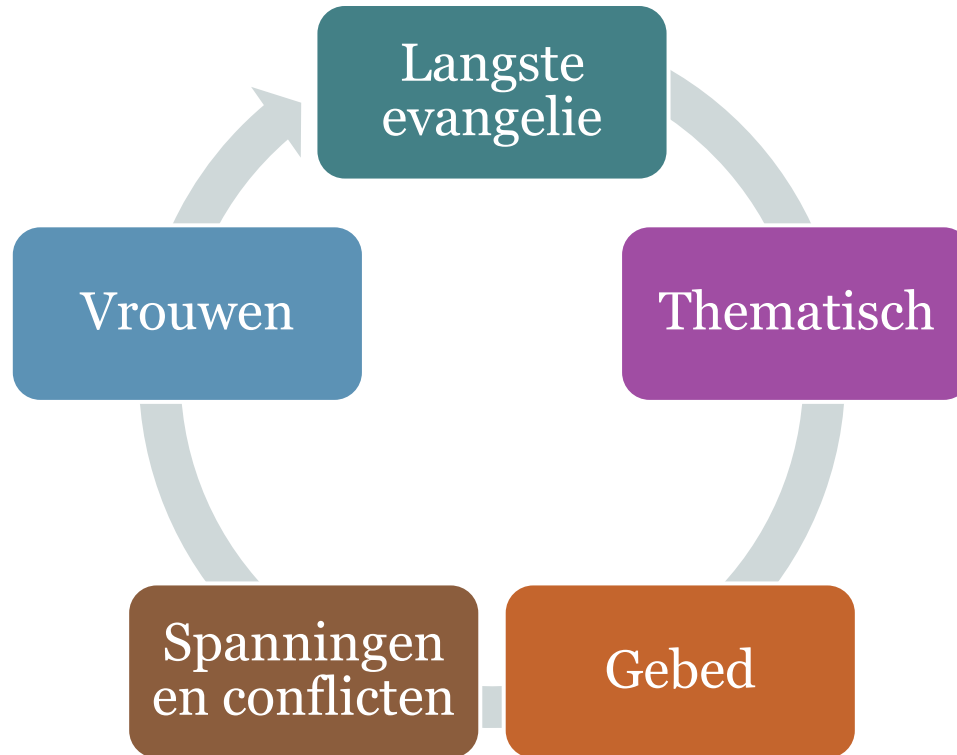 Langste
evangelie
Thematisch
Gebed
Spanningen
en conflicten
Vrouwen